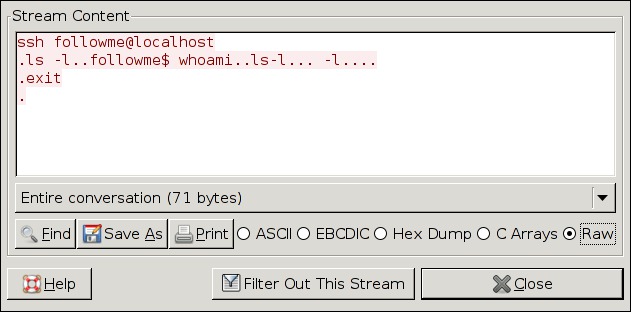 Stream Content
ssh followme@localhost
.ls -l..followme$ whoami..ls-l... -l....
.exit
.
Entire conversation (71 bytes)
Find Save As Print ASCII EBCDIC Hex Dump C Arrays Raw
Help Filter Out This Stream Close